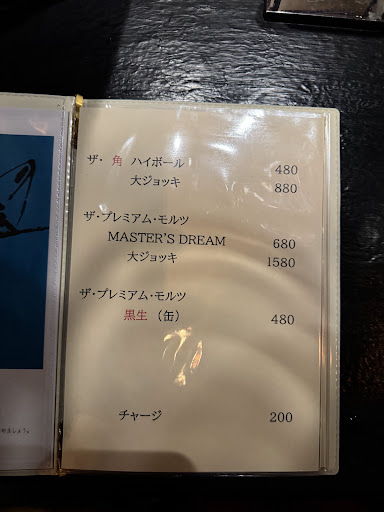 ザ・角 ハイボール 480
大ジョッキ 880
ザ・プレミアム・モルツ
MASTER'S DREAM 680
大ジョッキ 1580
ザ・プレミアム・モルツ
黒生 (缶) 480
チャージ 200